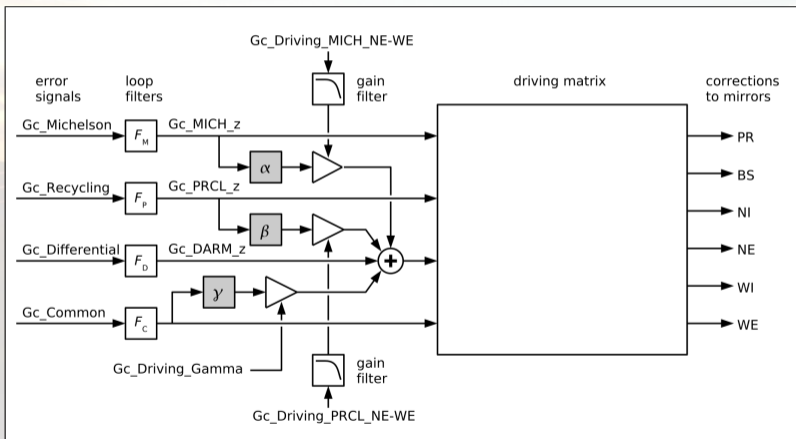 Gc_Driving_MICH_NE-WE
error
signals
loop
filters
gain
filter
driving matrix
corrections
to mirrors
Gc_Michelson
F_M
Gc_MICH_z
α
PR
BS
Gc_Recycling
F_P
Gc_PRCL_z
β
NI
Gc_Differential
F_D
Gc_DARM_z
+
NE
γ
WI
Gc_Common
F_C
WE
Gc_Driving_Gamma
gain
filter
Gc_Driving_PRCL_NE-WE